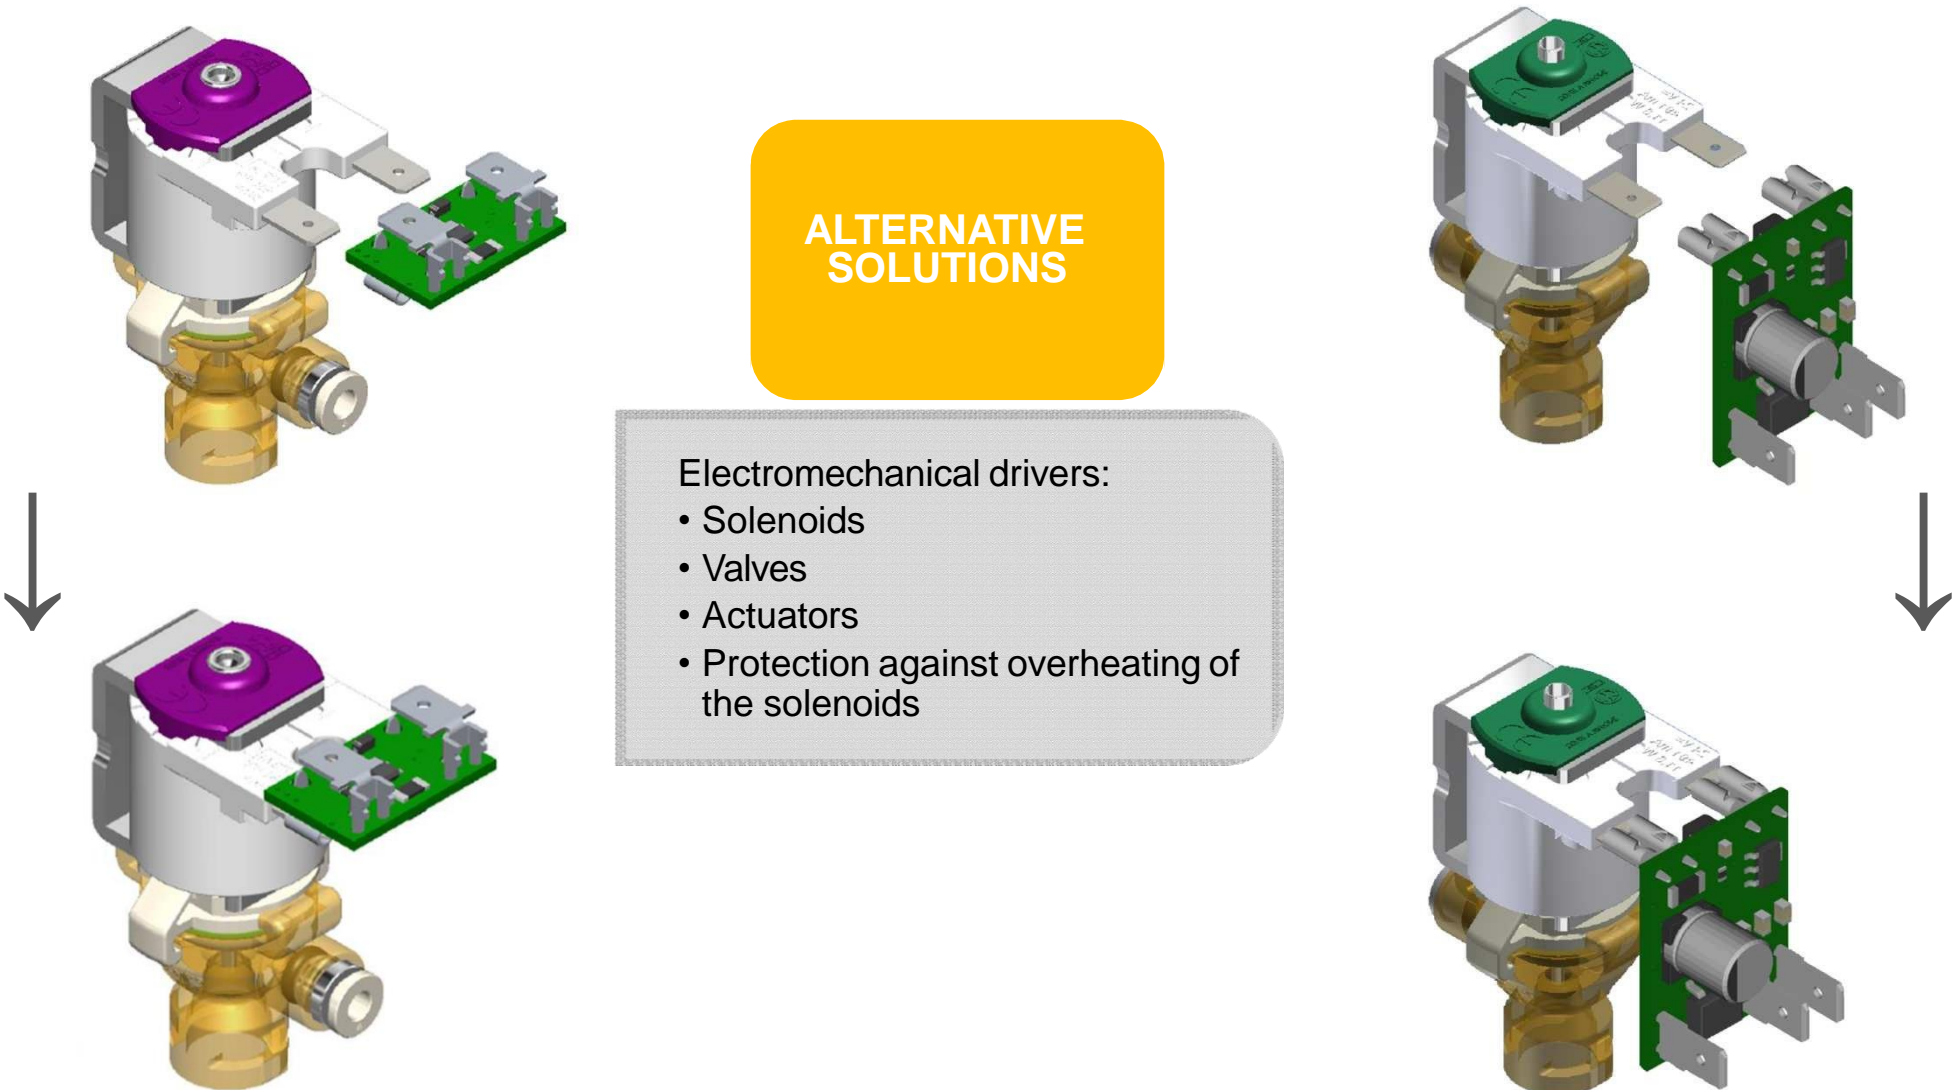 ALTERNATIVE
SOLUTIONS
Electromechanical drivers:
• Solenoids
• Valves
• Actuators
• Protection against overheating of
the solenoids